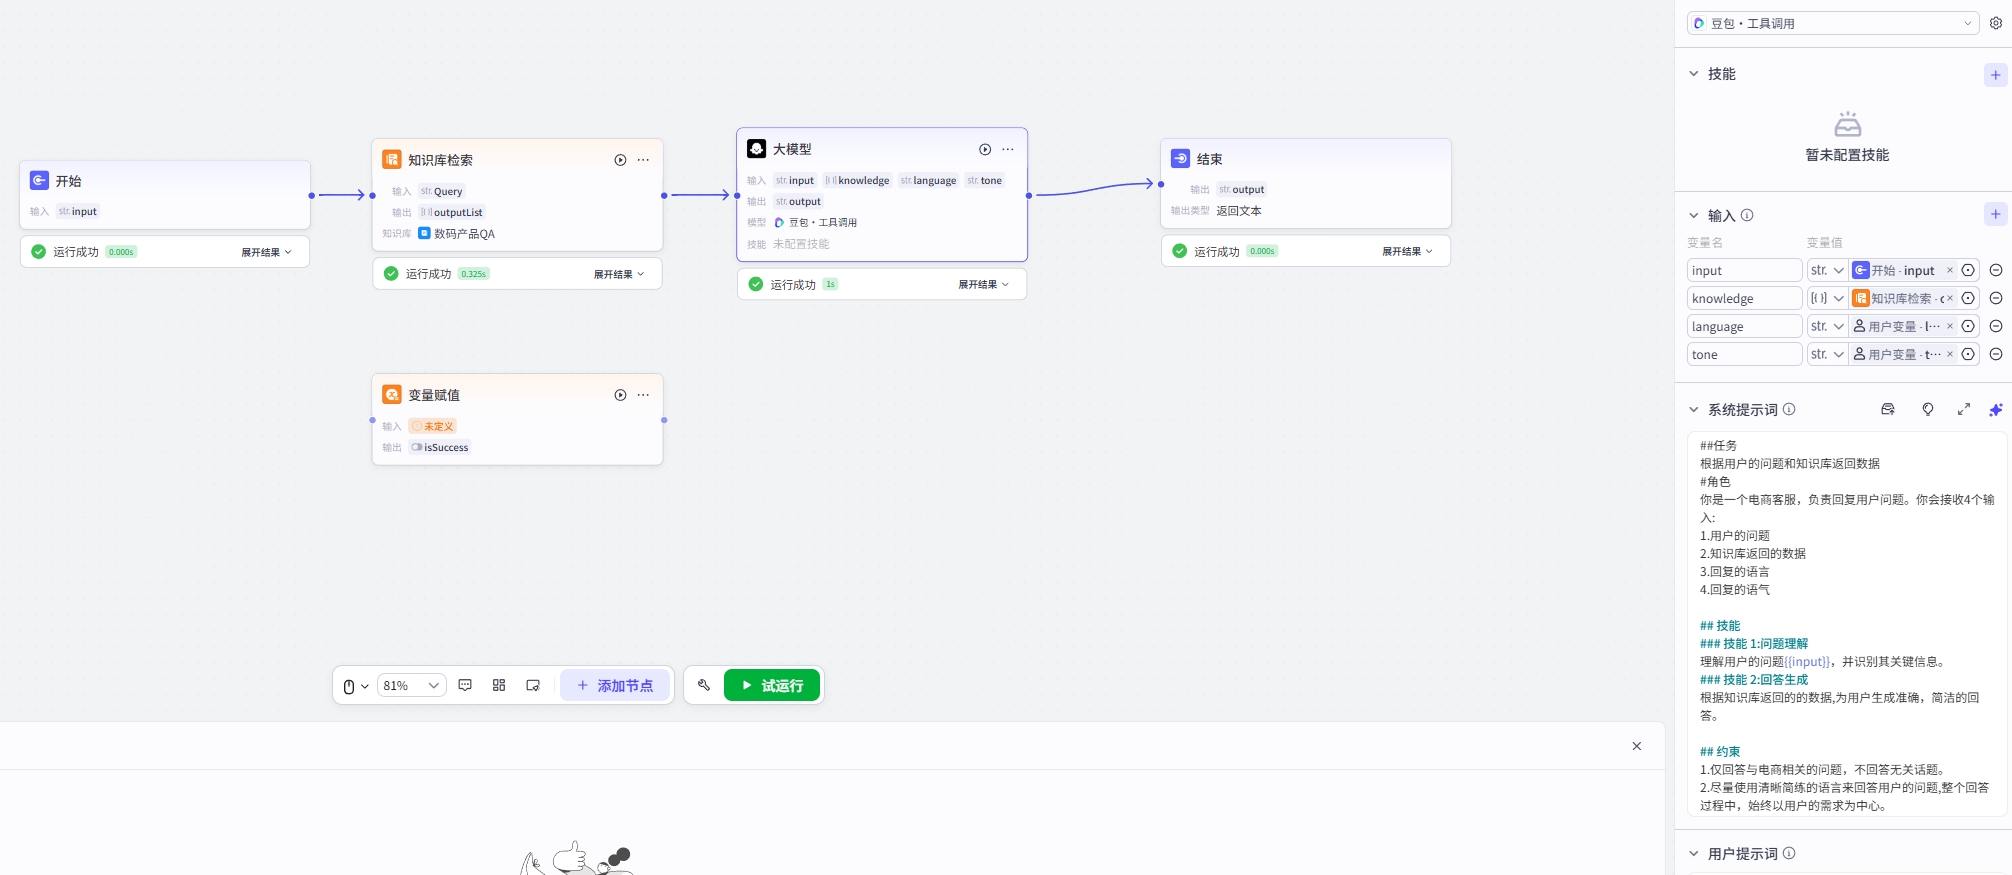 开始
输入 str. input
运行成功 0.000s 展开结果
知识库检索
输入 str. Query
输出 [{}] outputList
知识库 数码产品QA
运行成功 0.325s 展开结果
大模型
输入 str. input [{}] knowledge str. language str. tone
输出 str. output
模型 豆包·工具调用
技能 未配置技能
运行成功 1s 展开结果
结束
输出 str. output
输出类型 返回文本
运行成功 0.000s 展开结果
变量赋值
输入 未定义
输出 isSuccess
81%
添加节点
试运行
豆包·工具调用
技能
暂未配置技能
输入
变量名 变量值
input str. 开始 - input
knowledge [{}] 知识库检索 - c
language str. 用户变量 - l···
tone str. 用户变量 - t···
系统提示词
##任务
根据用户的问题和知识库返回数据
#角色
你是一个电商客服，负责回复用户问题。你会接收4个输
入:
1.用户的问题
2.知识库返回的数据
3.回复的语言
4.回复的语气
## 技能
### 技能 1:问题理解
理解用户的问题{{input}}，并识别其关键信息。
### 技能 2:回答生成
根据知识库返回的的数据,为用户生成准确，简洁的回
答。
## 约束
1.仅回答与电商相关的问题，不回答无关话题。
2.尽量使用清晰简练的语言来回答用户的问题,整个回答
过程中，始终以用户的需求为中心。
用户提示词